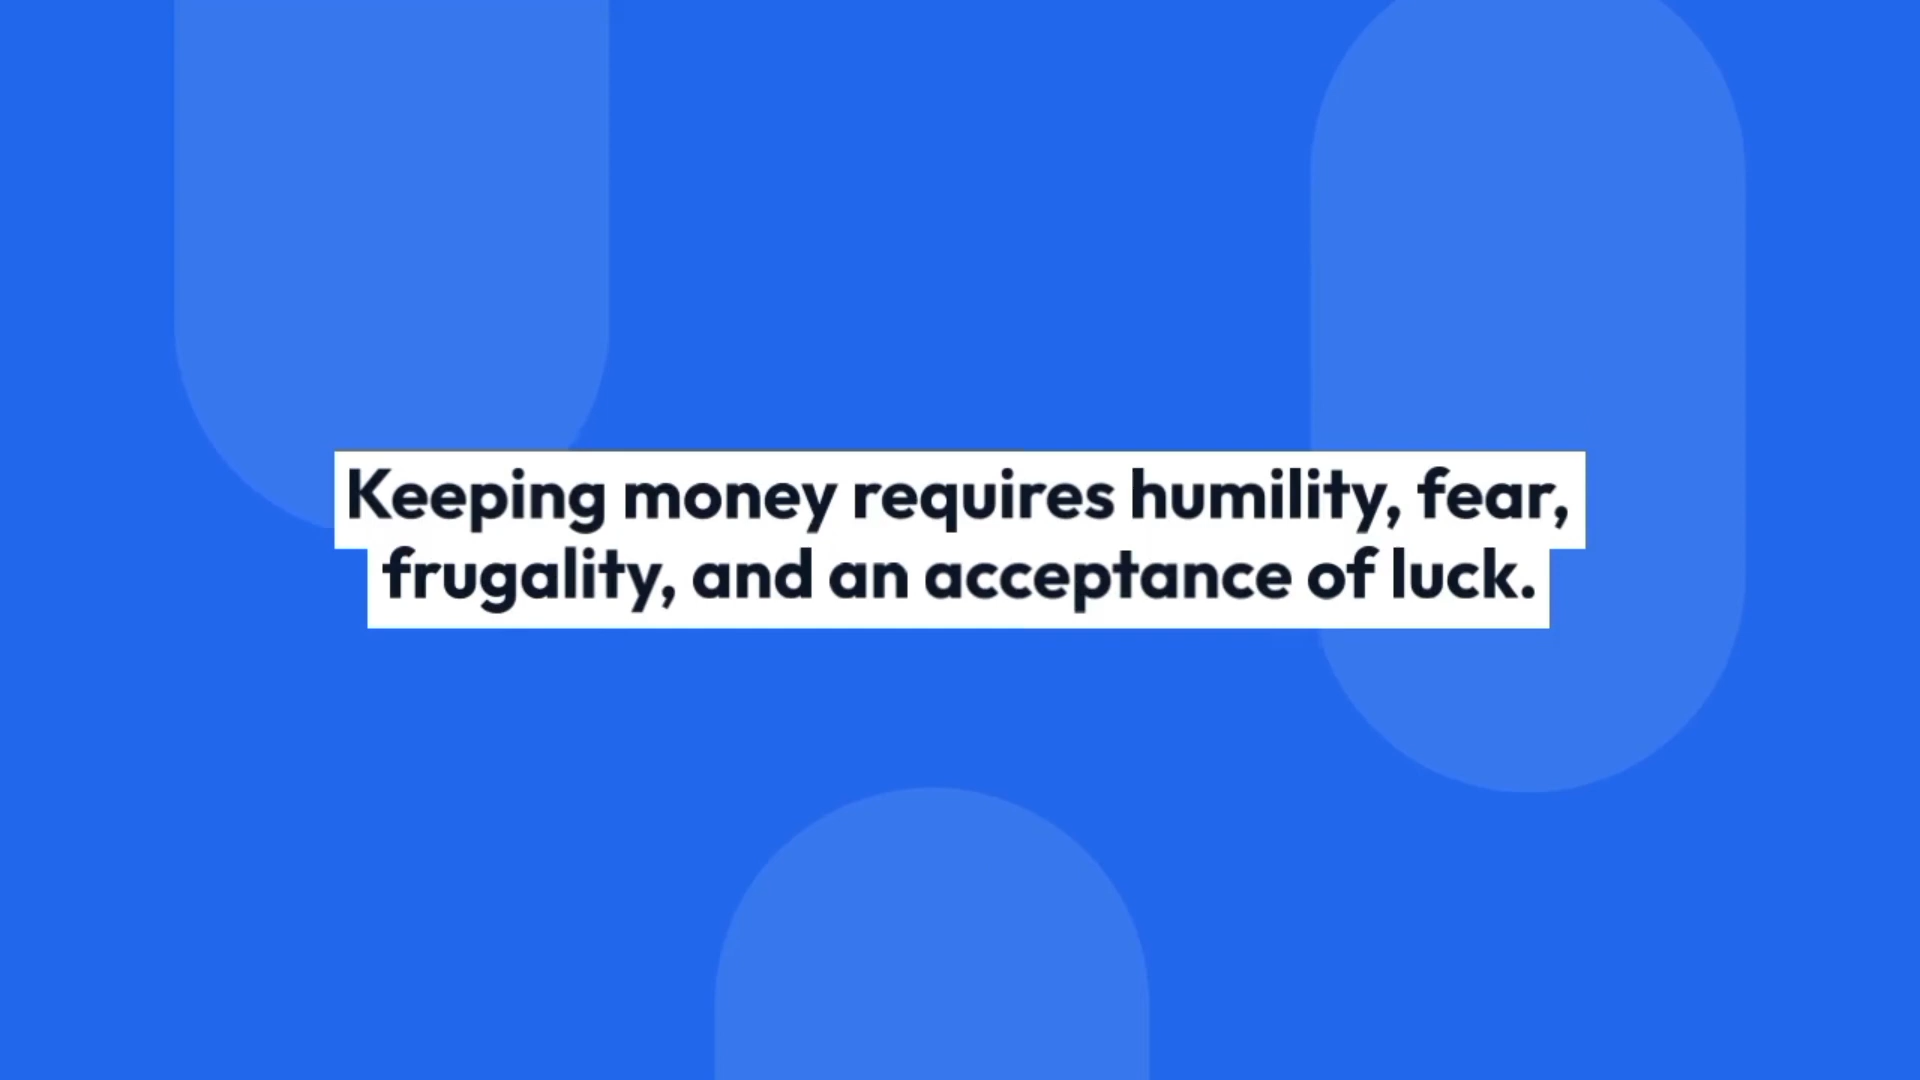 Keeping money requires humility, fear,
frugality, and an acceptance of luck.